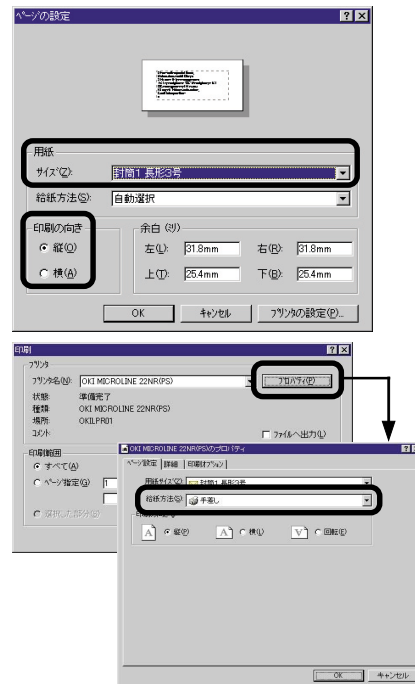 ページの設定
用紙
サイズ(Z): 封筒1 長形3号
給紙方法(S): 自動選択
印刷の向き
縦(O)
横(A)
余白 (ミリ)
左(L): 31.8mm 右(R): 31.8mm
上(T): 25.4mm 下(B): 25.4mm
OK キャンセル プリンタの設定(P)...
印刷
プリンタ
プリンタ名(N): OKI MICROLINE 22NR(PS) プロパティ(P)
状態: 準備完了
種類: OKI MICROLINE 22NR(PS)
場所: OKILPR01
コメント: ファイルへ出力(L)
印刷範囲
すべて(A)
ページ指定(G) 1
選択した部分(S)
OKI MICROLINE 22NR(PS)のプロパティ
ページ設定 詳細 印刷オプション
用紙サイズ(Z): 封筒1 長形3号
給紙方法(S): 手差し
A 縦(P) A 横(L) 回転(E)
OK キャンセル